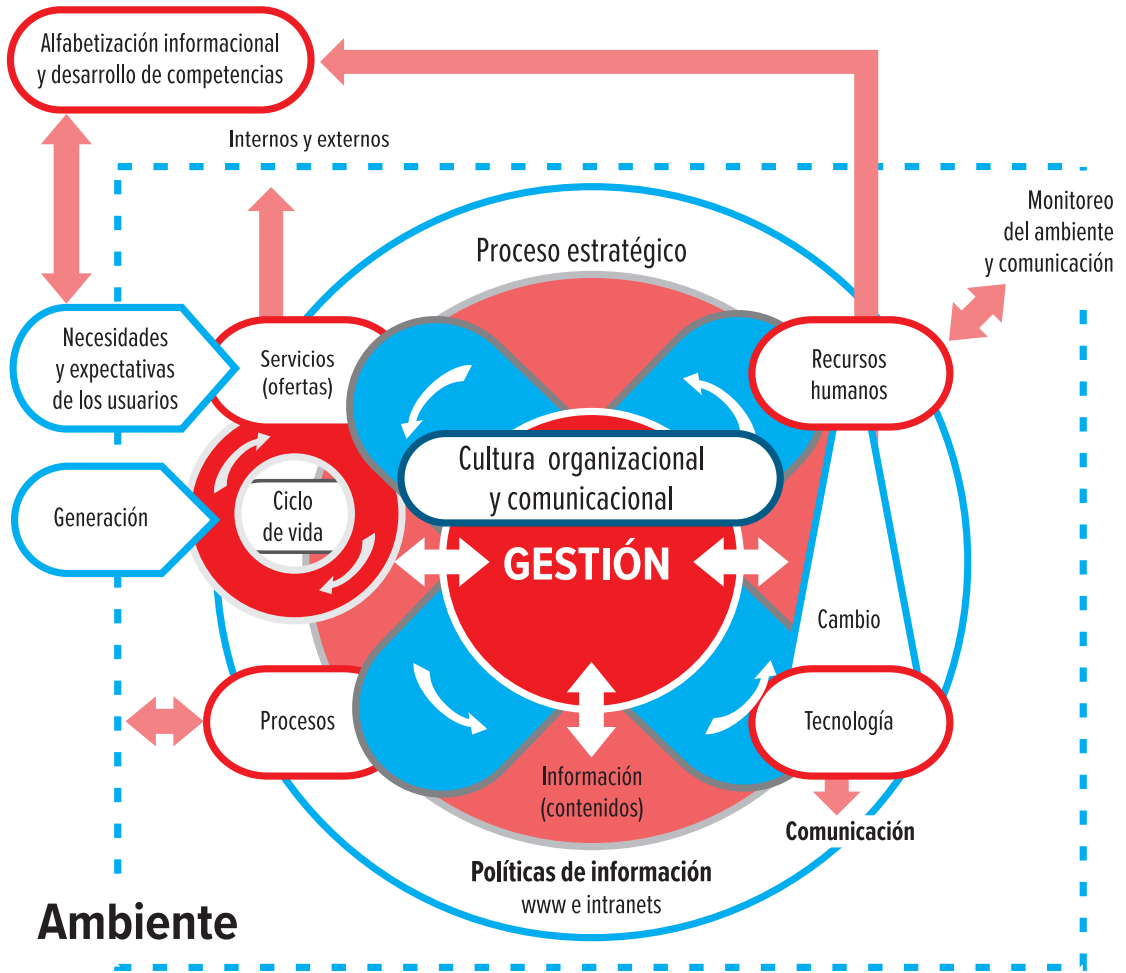 Alfabetización informacional
y desarrollo de competencias
Internos y externos
Monitoreo
del ambiente
y comunicación
Proceso estratégico
Necesidades
y expectativas
de los usuarios
Servicios
(ofertas)
Recursos
humanos
Cultura organizacional
y comunicacional
Generación
Ciclo
de vida
GESTIÓN
Cambio
Procesos
Tecnología
Información
(contenidos)
Comunicación
Políticas de información
www e intranets
Ambiente